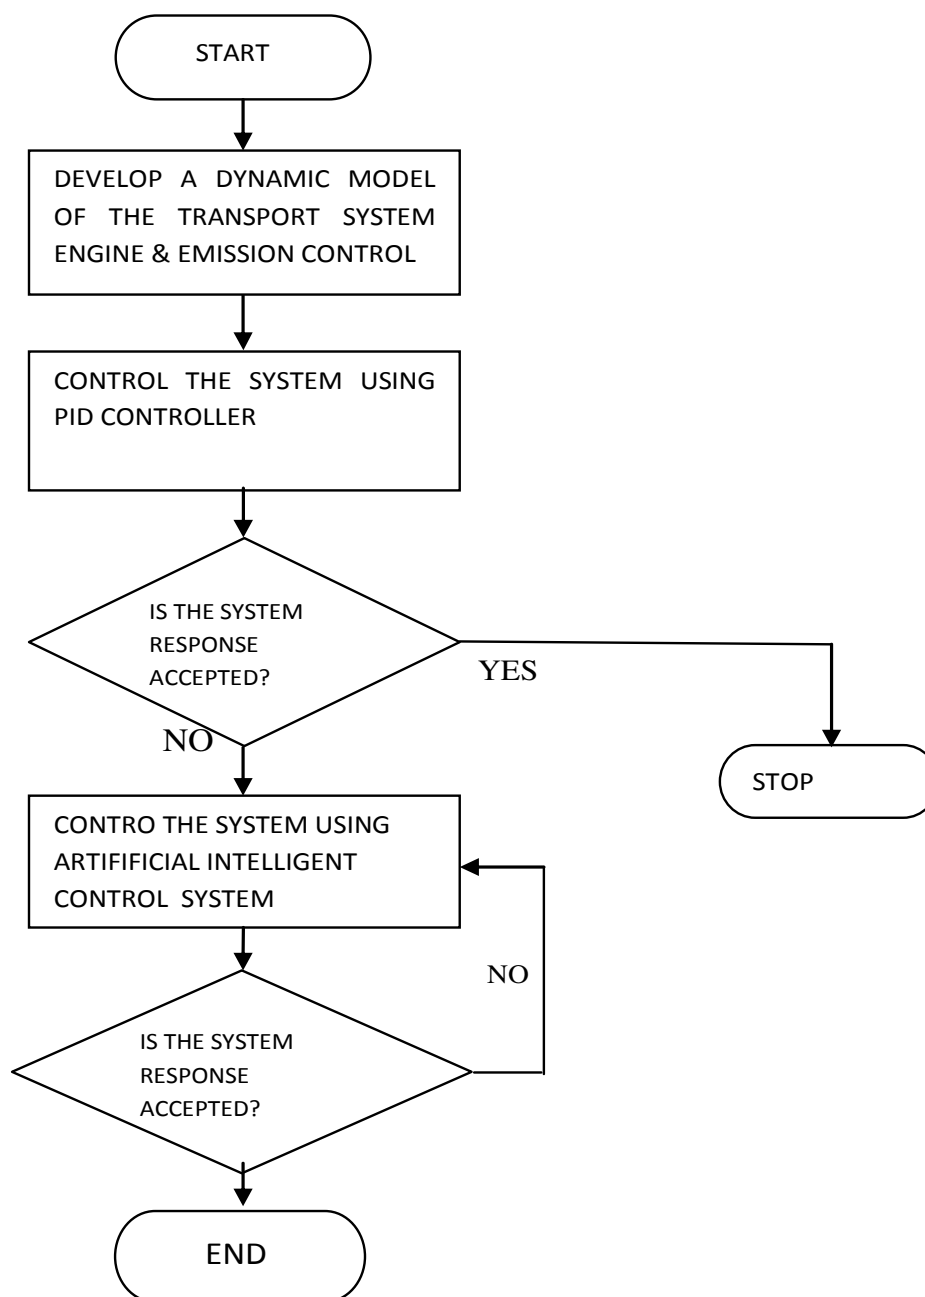 START
DEVELOP A DYNAMIC MODEL
OF THE TRANSPORT SYSTEM
ENGINE & EMISSION CONTROL
CONTROL THE SYSTEM USING
PID CONTROLLER
IS THE SYSTEM
RESPONSE
ACCEPTED?
YES
NO
STOP
CONTRO THE SYSTEM USING
ARTIFIFICIAL INTELLIGENT
CONTROL SYSTEM
NO
IS THE SYSTEM
RESPONSE
ACCEPTED?
END